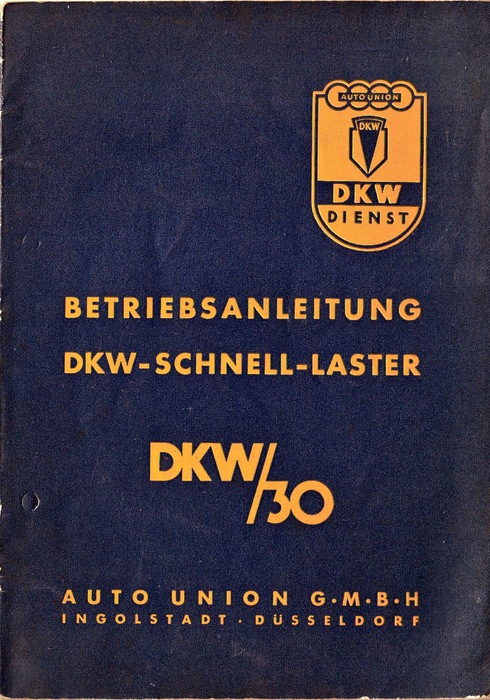 AUTO UNION
DKW
DKW
DIENST
BETRIEBSANLEITUNG
DKW-SCHNELL-LASTER
DKW/30
AUTO UNION G·M·B·H
INGOLSTADT · DÜSSELDORF